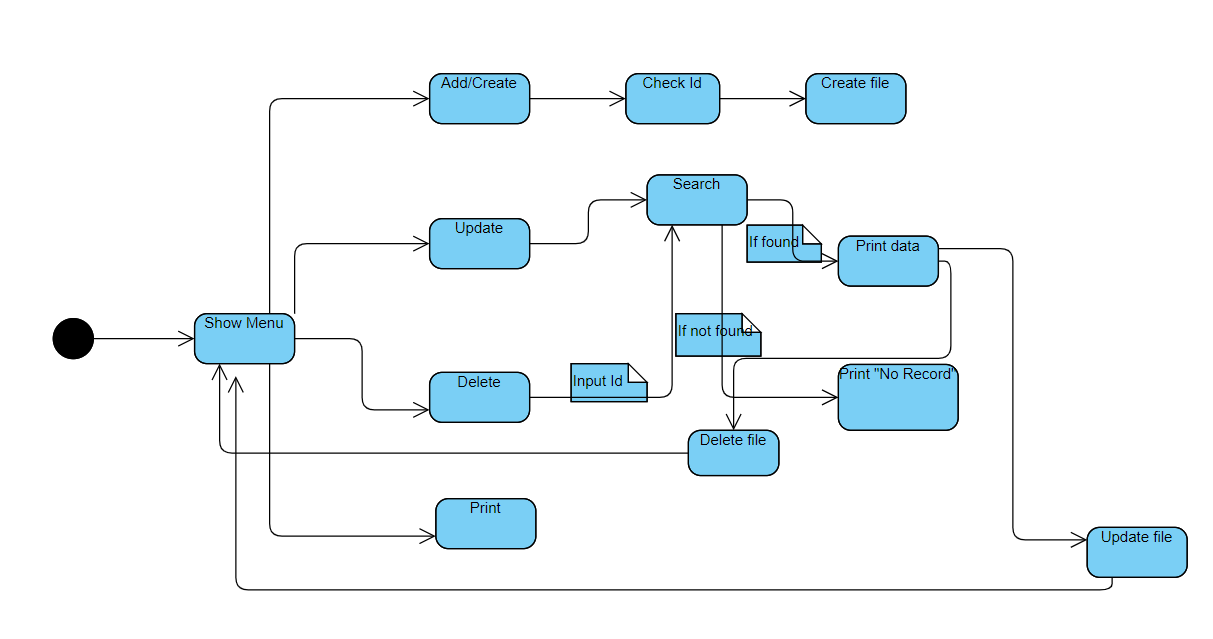 Add/Create
Check Id
Create file
Search
Update
If found
Print data
Show Menu
If not found
Delete
Input Id
Print "No Record"
Delete file
Print
Update file